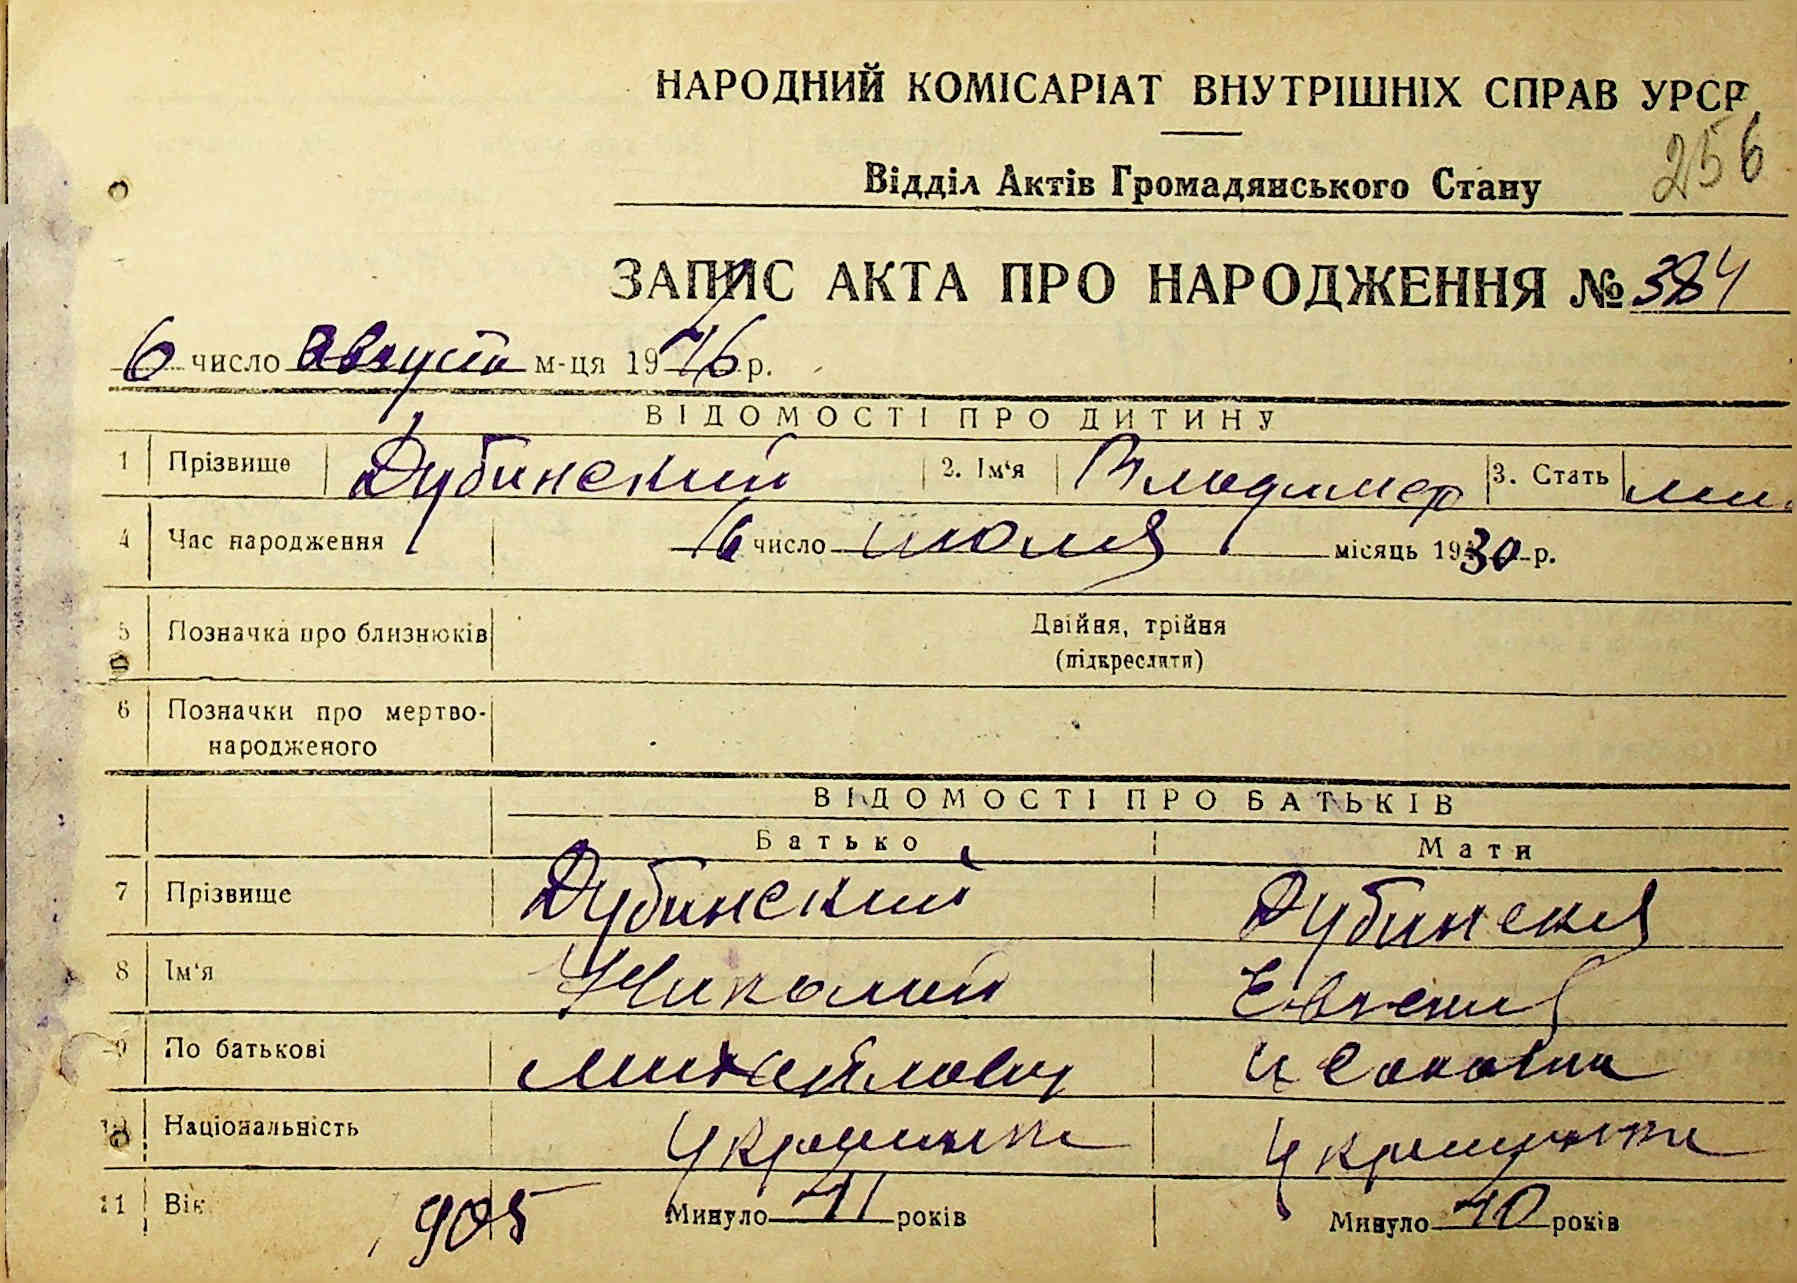 НАРОДНИЙ КОМІСАРІАТ ВНУТРІШНІХ СПРАВ УРСР
256
Відділ Актів Громадянського Стану
ЗАПИС АКТА ПРО НАРОДЖЕННЯ № 384
6 число Августа м-ця 1946 р.
ВІДОМОСТІ ПРО ДИТИНУ
1 Прізвище Дубинский 2. Ім'я Владимир 3. Стать
4 Час народження 16 число июля місяць 1930 р.
5 Позначка про близнюків Двійня, трійня
(підкреслити)
6 Позначки про мертво-
народженого
ВІДОМОСТІ ПРО БАТЬКІВ
Батько Мати
7 Прізвище Дубинский Дубинская
8 Ім'я Николай Евгения
9 По батькові Михайлович Исаковна
10 Національність Украинец Украинка
11 Вік 905 Минуло 41 років Минуло 40 років